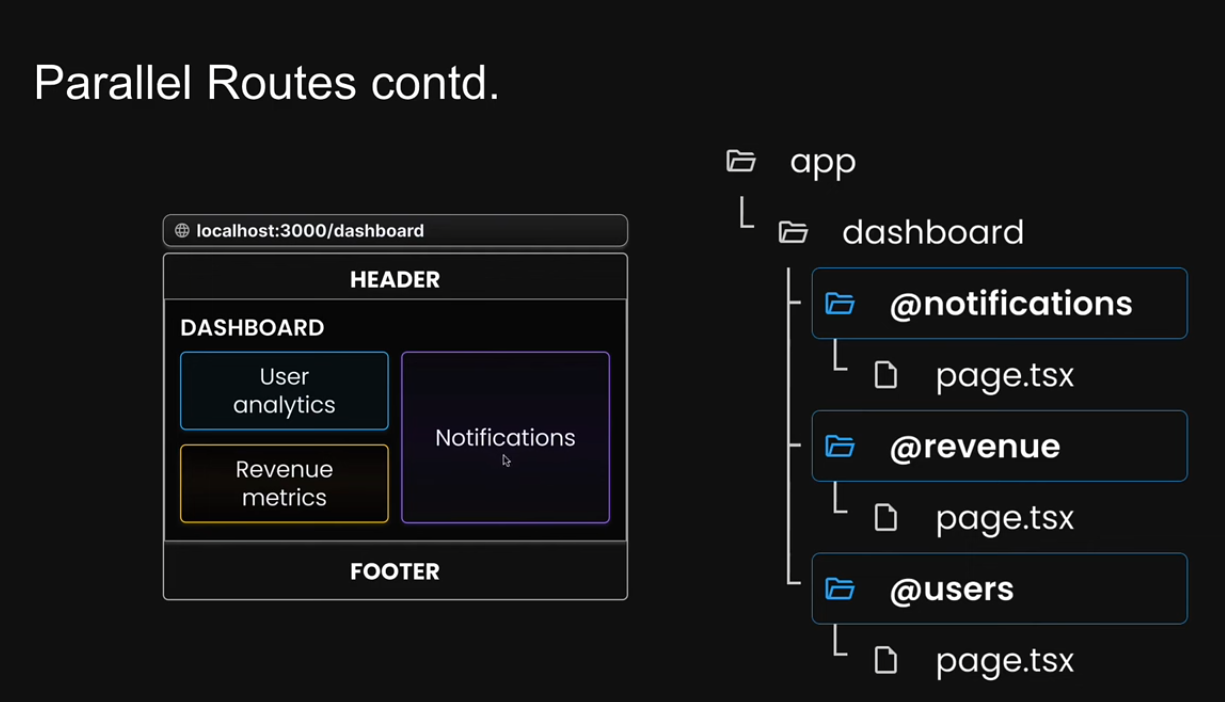 Parallel Routes contd.
localhost:3000/dashboard
HEADER
DASHBOARD
User
analytics
Revenue
metrics
Notifications
FOOTER
app
dashboard
@notifications
page.tsx
@revenue
page.tsx
@users
page.tsx